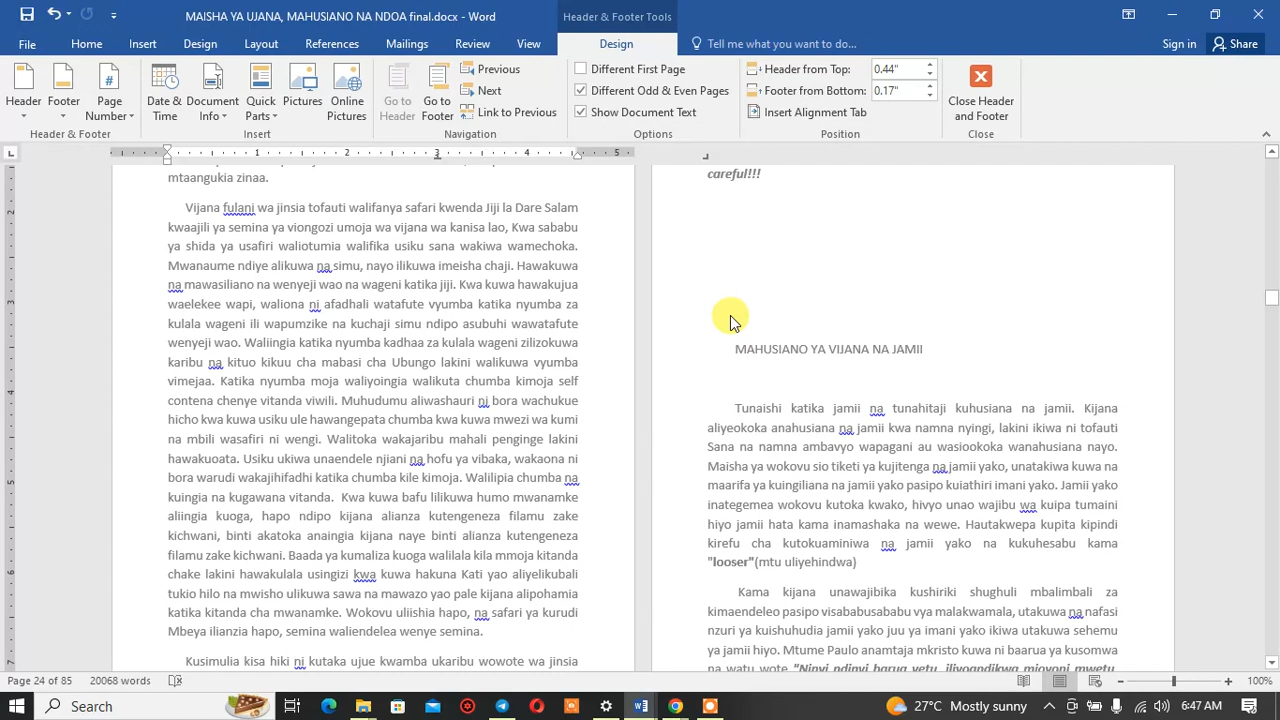 MAISHA YA UJANA, MAHUSIANO NA NDOA final.docx - Word
Header & Footer Tools
File
Home
Insert
Design
Layout
References
Mailings
Review
View
Design
Tell me what you want to do...
Sign in
Share
Header
Footer
Page Number
Header & Footer
Date & Time
Document Info
Quick Parts
Pictures
Online Pictures
Insert
Go to Header
Go to Footer
Previous
Next
Link to Previous
Navigation
Different First Page
Different Odd & Even Pages
Show Document Text
Options
Header from Top: 0.44"
Footer from Bottom: 0.17"
Insert Alignment Tab
Position
Close Header and Footer
Close
1 2 3 4 5
mtaangukia zinaa.
Vijana fulani wa jinsia tofauti walifanya safari kwenda Jiji la Dare Salam
kwaajili ya semina ya viongozi umoja wa vijana wa kanisa lao, Kwa sababu
ya shida ya usafiri waliotumia walifika usiku sana wakiwa wamechoka.
Mwanaume ndiye alikuwa na simu, nayo ilikuwa imeisha chaji. Hawakuwa
na mawasiliano na wenyeji wao na wageni katika jiji. Kwa kuwa hawakujua
waelekee wapi, waliona ni afadhali watafute vyumba katika nyumba za
kulala wageni ili wapumzike na kuchaji simu ndipo asubuhi wawatafute
wenyeji wao. Waliingia katika nyumba kadhaa za kulala wageni zilizokuwa
karibu na kituo kikuu cha mabasi cha Ubungo lakini walikuwa vyumba
vimejaa. Katika nyumba moja waliyoingia walikuta chumba kimoja self
contena chenye vitanda viwili. Muhudumu aliwashauri ni bora wachukue
hicho kwa kuwa usiku ule hawangepata chumba kwa kuwa mwezi wa kumi
na mbili wasafiri ni wengi. Walitoka wakajaribu mahali penginge lakini
hawakuoata. Usiku ukiwa unaendele njiani na hofu ya vibaka, wakaona ni
bora warudi wakajihifadhi katika chumba kile kimoja. Walilipia chumba na
kuingia na kugawana vitanda.  Kwa kuwa bafu lilikuwa humo mwanamke
aliingia kuoga, hapo ndipo kijana alianza kutengeneza filamu zake
kichwani, binti akatoka anaingia kijana naye binti alianza kutengeneza
filamu zake kichwani. Baada ya kumaliza kuoga walilala kila mmoja kitanda
chake lakini hawakulala usingizi kwa kuwa hakuna Kati yao aliyelikubali
tukio hilo na mwisho ulikuwa sawa na mawazo yao pale kijana alipohamia
katika kitanda cha mwanamke. Wokovu uliishia hapo, na safari ya kurudi
Mbeya ilianzia hapo, semina waliendelea wenye semina.
Kusimulia kisa hiki ni kutaka ujue kwamba ukaribu wowote wa jinsia
careful!!!
MAHUSIANO YA VIJANA NA JAMII
Tunaishi katika jamii na tunahitaji kuhusiana na jamii. Kijana
aliyeokoka anahusiana na jamii kwa namna nyingi, lakini ikiwa ni tofauti
Sana na namna ambavyo wapagani au wasiookoka wanahusiana nayo.
Maisha ya wokovu sio tiketi ya kujitenga na jamii yako, unatakiwa kuwa na
maarifa ya kuingiliana na jamii yako pasipo kuiathiri imani yako. Jamii yako
inategemea wokovu kutoka kwako, hivyo unao wajibu wa kuipa tumaini
hiyo jamii hata kama inamashaka na wewe. Hautakwepa kupita kipindi
kirefu cha kutokuaminiwa na jamii yako na kukuhesabu kama
"looser"(mtu uliyehindwa)
Kama kijana unawajibika kushiriki shughuli mbalimbali za
kimaendeleo pasipo visababusababu vya malakwamala, utakuwa na nafasi
nzuri ya kuishuhudia jamii yako juu ya imani yako ikiwa utakuwa sehemu
ya jamii hiyo. Mtume Paulo anamtaja mkristo kuwa ni baarua ya kusomwa
na watu wote. "Ninyi ndinyi barua yetu, iliyoandikwa mioyoni mwetu,
Page 24 of 85
20068 words
100%
Search
27°C Mostly sunny
6:47 AM